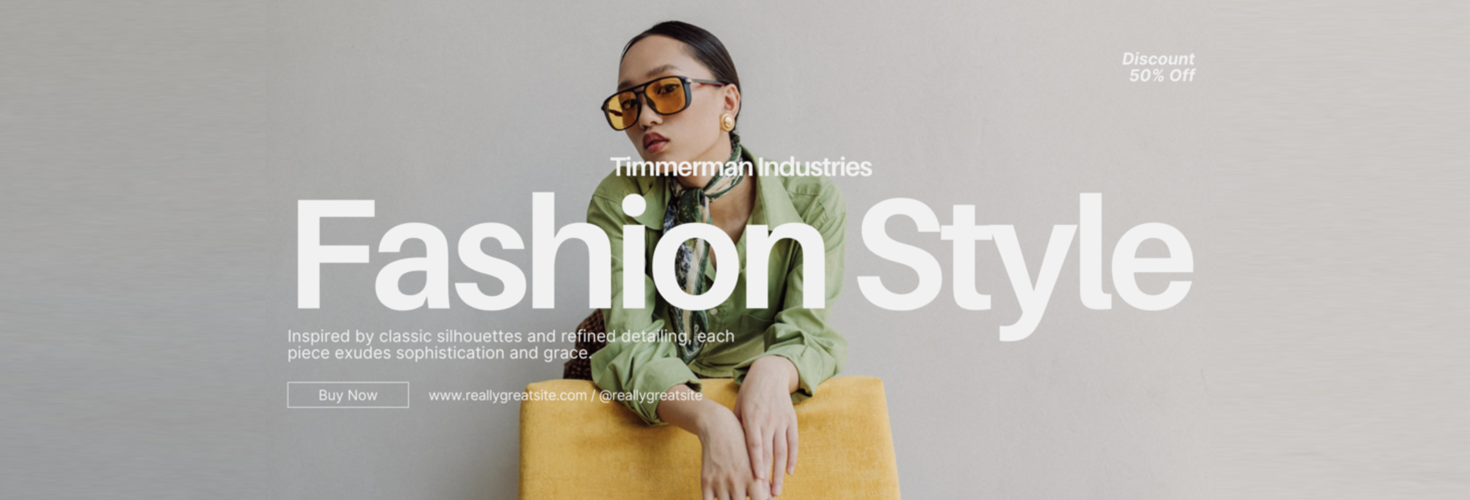 Discount
50% Off
Timmerman Industries
Fashion Style
Inspired by classic silhouettes and refined detailing, each
piece exudes sophistication and grace.
Buy Now
www.reallygreatsite.com / @reallygreatsite